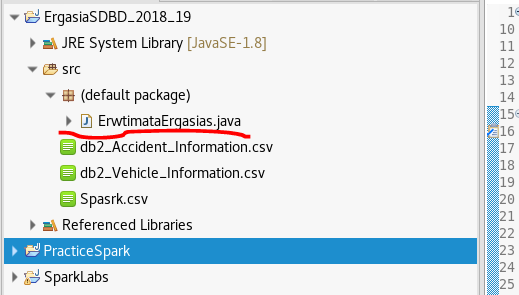 ErgasiaSDBD_2018_19
JRE System Library [JavaSE-1.8]
src
(default package)
J ErwtimataErgasias.java
db2_Accident_Information.csv
db2_Vehicle_Information.csv
Spasrk.csv
Referenced Libraries
PracticeSpark
SparkLabs
1
10
11
12
13
14
15
16
17
18
19
20
21
22
23
24
25